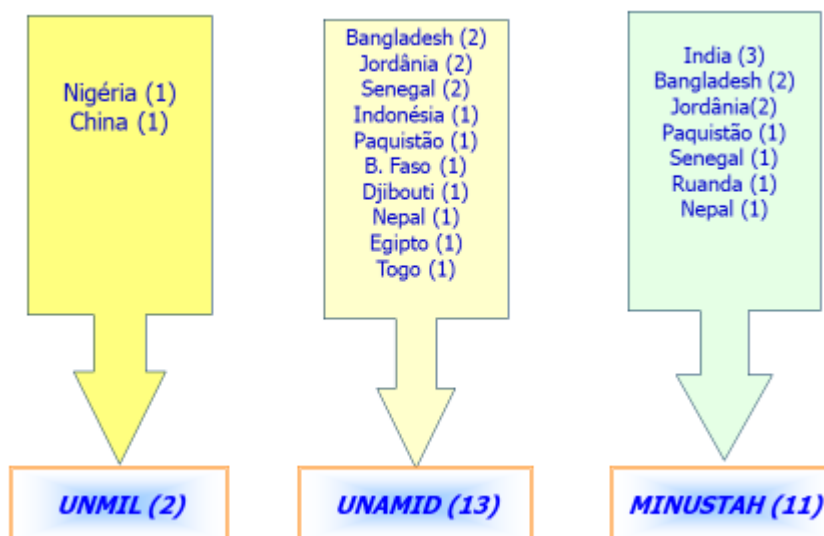 Nigéria (1)
China (1)
UNMIL (2)
Bangladesh (2)
Jordânia (2)
Senegal (2)
Indonésia (1)
Paquistão (1)
B. Faso (1)
Djibouti (1)
Nepal (1)
Egipto (1)
Togo (1)
UNAMID (13)
India (3)
Bangladesh (2)
Jordânia(2)
Paquistão (1)
Senegal (1)
Ruanda (1)
Nepal (1)
MINUSTAH (11)